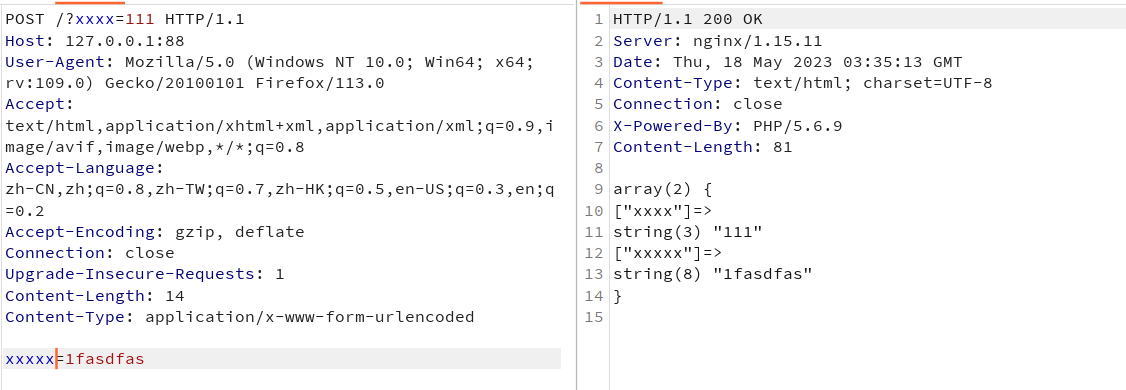 POST /?xxxx=111 HTTP/1.1
Host: 127.0.0.1:88
User-Agent: Mozilla/5.0 (Windows NT 10.0; Win64; x64;
rv:109.0) Gecko/20100101 Firefox/113.0
Accept:
text/html,application/xhtml+xml,application/xml;q=0.9,i
mage/avif,image/webp,*/*;q=0.8
Accept-Language:
zh-CN,zh;q=0.8,zh-TW;q=0.7,zh-HK;q=0.5,en-US;q=0.3,en;q
=0.2
Accept-Encoding: gzip, deflate
Connection: close
Upgrade-Insecure-Requests: 1
Content-Length: 14
Content-Type: application/x-www-form-urlencoded
xxxxx=1fasdfas
1 HTTP/1.1 200 OK
2 Server: nginx/1.15.11
3 Date: Thu, 18 May 2023 03:35:13 GMT
4 Content-Type: text/html; charset=UTF-8
5 Connection: close
6 X-Powered-By: PHP/5.6.9
7 Content-Length: 81
8
9 array(2) {
10 ["xxxx"]=>
11 string(3) "111"
12 ["xxxxx"]=>
13 string(8) "1fasdfas"
14 }
15